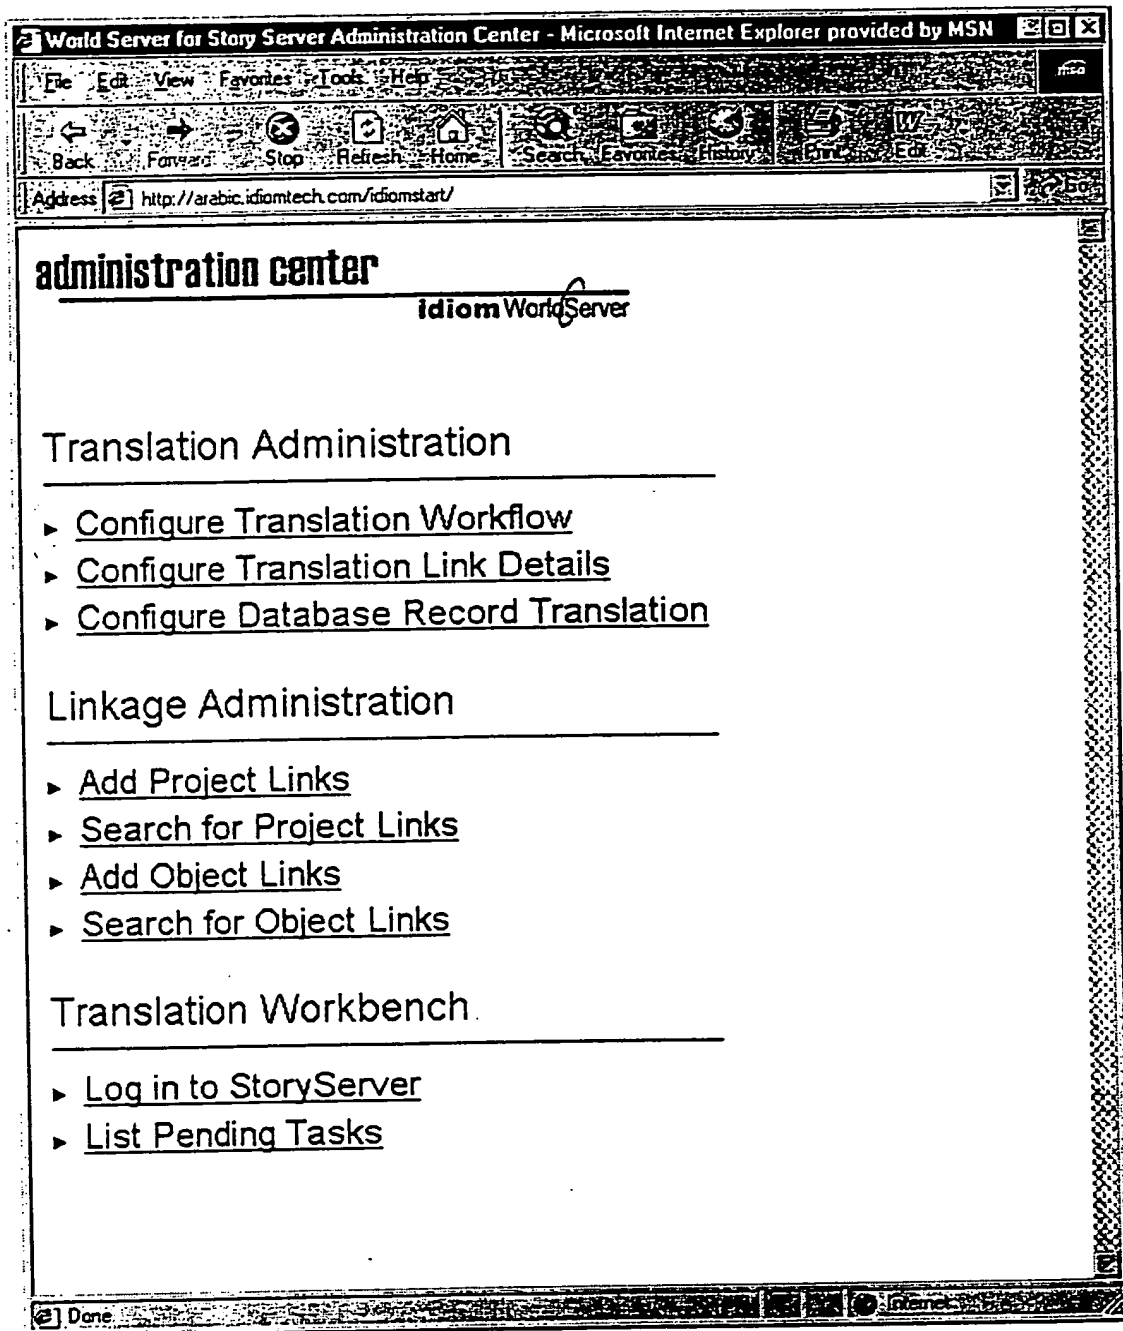 World Server for Story Server Administration Center - Microsoft Internet Explorer provided by MSN
File Edit View Favorites Tools Help
msn
Back Forward Stop Refresh Home Search Favorites History Print Edit
Address http://arabic.idiomtech.com/idiomstart/ Go
administration center
idiom WorldServer
Translation Administration
Configure Translation Workflow
Configure Translation Link Details
Configure Database Record Translation
Linkage Administration
Add Project Links
Search for Project Links
Add Object Links
Search for Object Links
Translation Workbench
Log in to StoryServer
List Pending Tasks
Done Internet